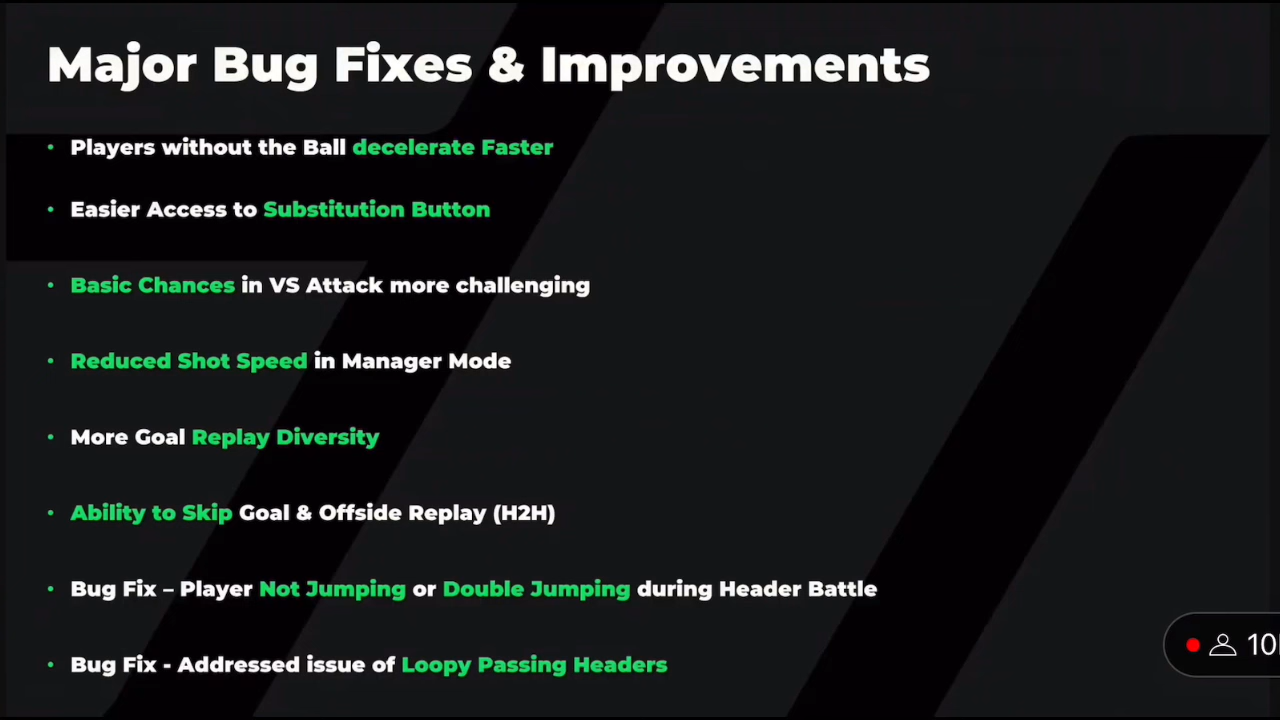 Major Bug Fixes & Improvements
• Players without the Ball decelerate Faster
• Easier Access to Substitution Button
• Basic Chances in VS Attack more challenging
• Reduced Shot Speed in Manager Mode
• More Goal Replay Diversity
• Ability to Skip Goal & Offside Replay (H2H)
• Bug Fix – Player Not Jumping or Double Jumping during Header Battle
• Bug Fix - Addressed issue of Loopy Passing Headers
10